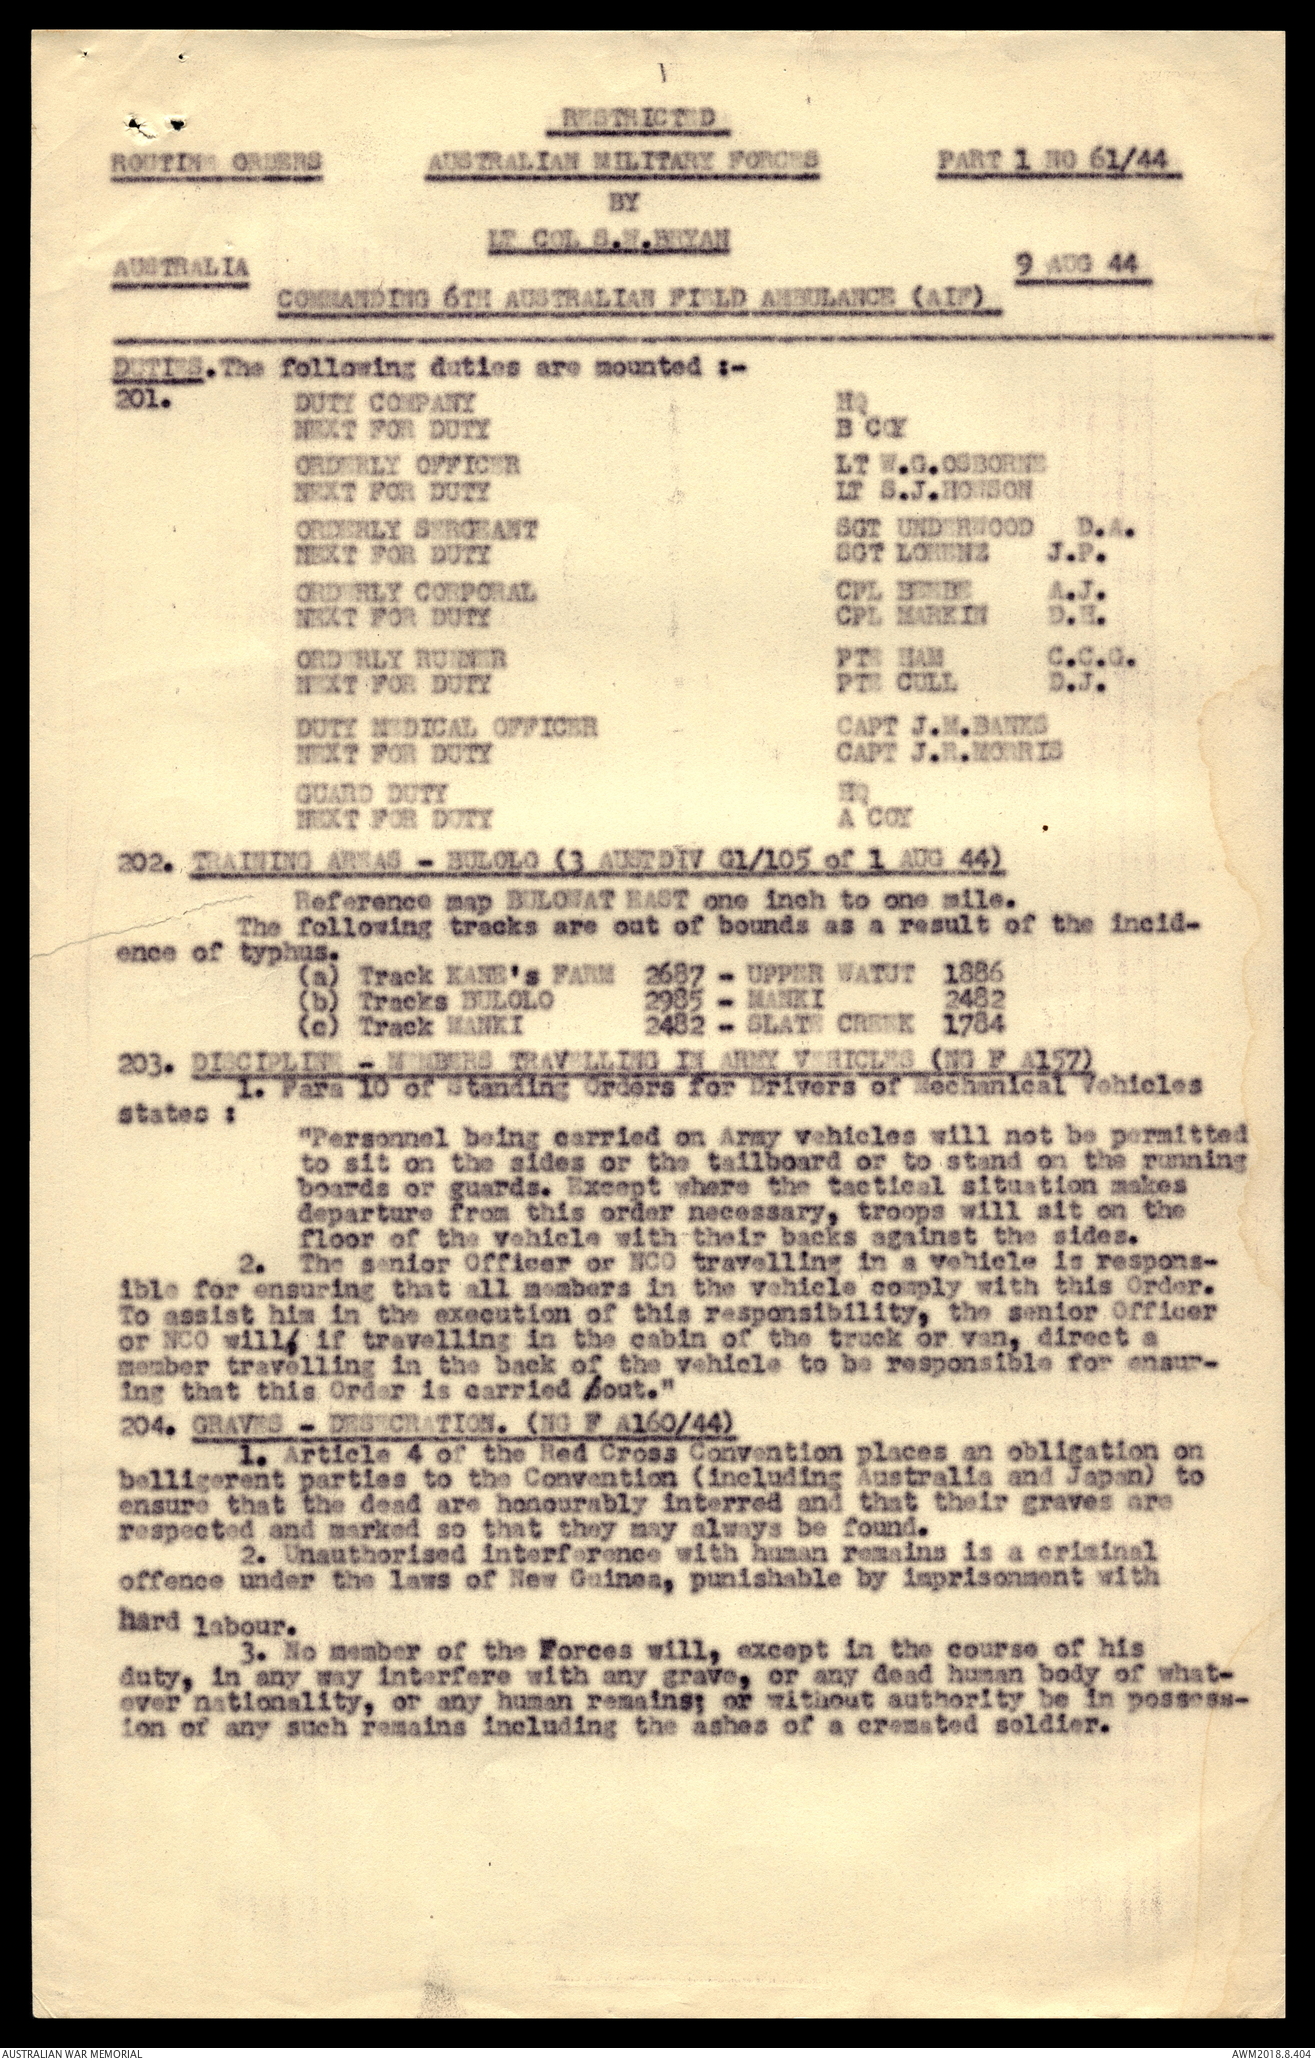 RESTRICTED
ROUTINE ORDERS AUSTRALIAN MILITARY FORCES PART 1 NO 61/44
BY
LT COL S.W.BRYAN
AUSTRALIA 9 AUG 44
COMMANDING 6TH AUSTRALIAN FIELD AMBULANCE (AIF)
DUTIES.The following duties are mounted :-
201. DUTY COMPANY HQ
NEXT FOR DUTY B COY
ORDERLY OFFICER LT W.G.OSBORNE
NEXT FOR DUTY LT S.J.HOWSON
ORDERLY SERGEANT SGT UNDERWOOD D.A.
NEXT FOR DUTY SGT LORENZ J.P.
ORDERLY CORPORAL CPL A.J.
NEXT FOR DUTY CPL MARKIN D.H.
ORDERLY RUNNER PTE HAM C.C.G.
NEXT FOR DUTY PTE CULL D.J.
DUTY MEDICAL OFFICER CAPT J.M.BANKS
NEXT FOR DUTY CAPT J.R.MORRIS
GUARD DUTY HQ
NEXT FOR DUTY A COY
202. TRAINING AREAS - BULOLO (3 AUSTDIV G1/105 of 1 AUG 44)
Reference map BULOWAT EAST one inch to one mile.
The following tracks are out of bounds as a result of the incid-
ence of typhus.
(a) Track KANE's FARM 2687 - UPPER WATUT 1886
(b) Tracks BULOLO 2985 - MANKI 2482
(c) Track MANKI 2482 - SLATE CREEK 1784
203. DISCIPLINE - MEMBERS TRAVELLING IN ARMY VEHICLES (NG F A157)
1. Para 10 of Standing Orders for Drivers of Mechanical Vehicles
states :
"Personnel being carried on Army vehicles will not be permitted
to sit on the sides or the tailboard or to stand on the running
boards or guards. Except where the tactical situation makes
departure from this order necessary, troops will sit on the
floor of the vehicle with their backs against the sides.
2. The senior Officer or NCO travelling in a vehicle is respons-
ible for ensuring that all members in the vehicle comply with this Order.
To assist him in the execution of this responsibility, the senior Officer
or NCO will, if travelling in the cabin of the truck or van, direct a
member travelling in the back of the vehicle to be responsible for ensur-
ing that this Order is carried out."
204. GRAVES - DESECRATION. (NG F A160/44)
1. Article 4 of the Red Cross Convention places an obligation on
belligerent parties to the Convention (including Australia and Japan) to
ensure that the dead are honourably interred and that their graves are
respected and marked so that they may always be found.
2. Unauthorised interference with human remains is a criminal
offence under the laws of New Guinea, punishable by imprisonment with
hard labour.
3. No member of the Forces will, except in the course of his
duty, in any way interfere with any grave, or any dead human body of what-
ever nationality, or any human remains; or without authority be in possess-
ion of any such remains including the ashes of a cremated soldier.
AUSTRALIAN WAR MEMORIAL AWM2018.8.404